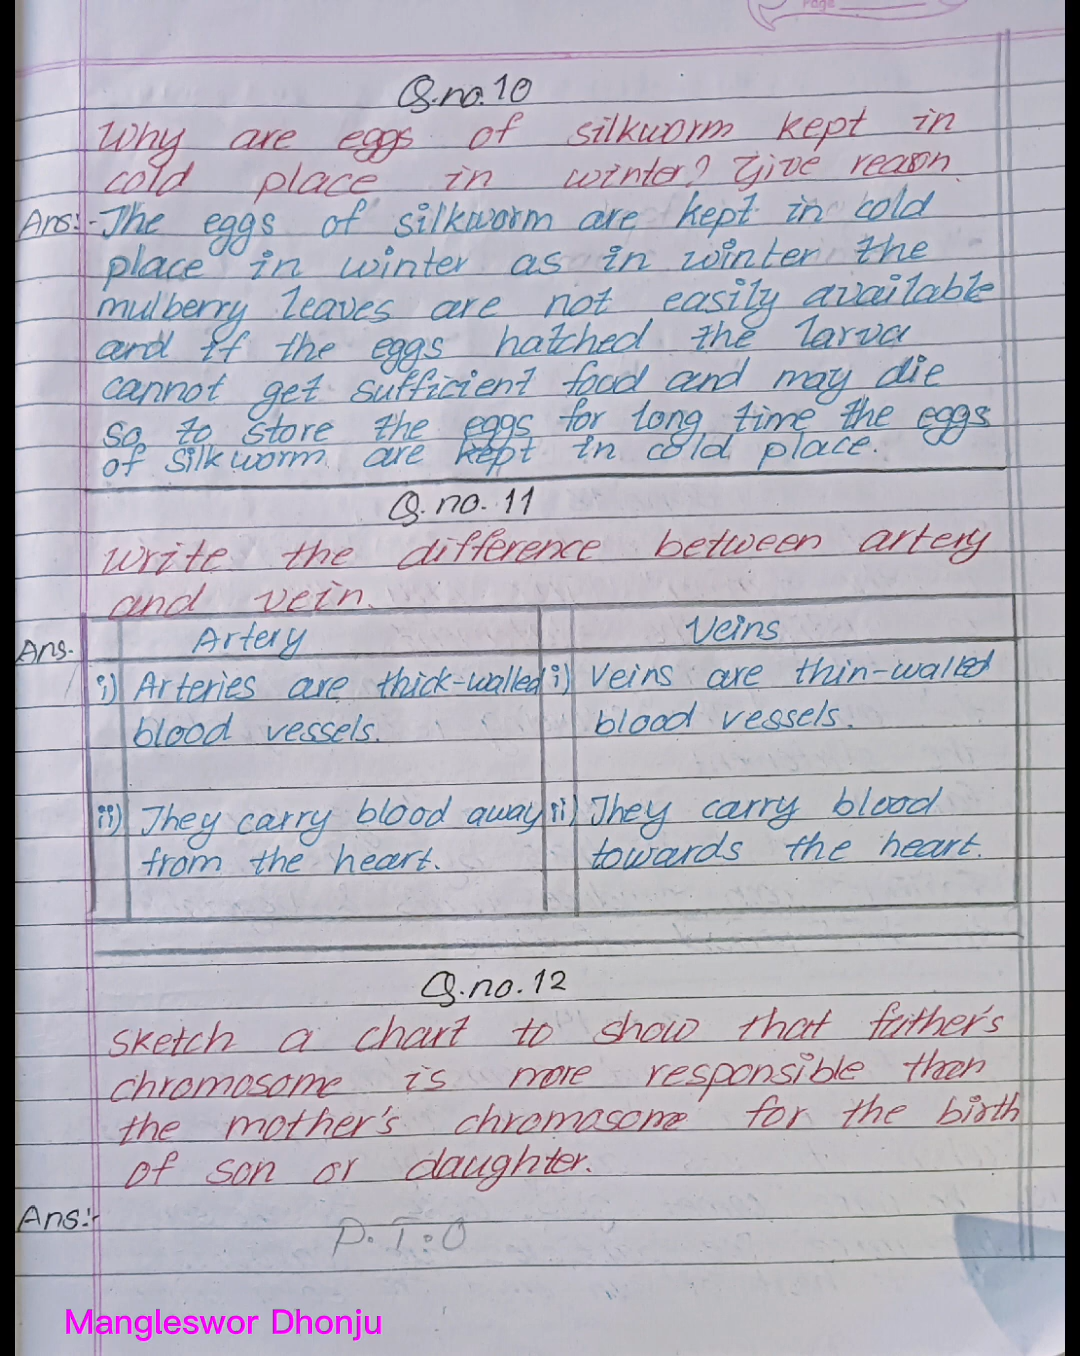 Page
Q.no.10
Why are eggs of silkworm kept in
cold place in winter? Give reason.
Ans:- The eggs of silkworm are kept in cold
place in winter as in winter the
mulberry leaves are not easily available
and if the eggs hatched the larva
cannot get sufficient food and may die
so, to store the eggs for long time the eggs
of silkworm are kept in cold place.
Q.no.11
Write the difference between artery
and vein.
Ans- Artery Veins
i) Arteries are thick-walled i) Veins are thin-walled
blood vessels. blood vessels.
ii) They carry blood away ii) They carry blood
from the heart. towards the heart.
Q.no.12
Sketch a chart to show that father's
chromosome is more responsible than
the mother's chromosome for the birth
of son or daughter.
Ans:-
P.T.O
Mangleswor Dhonju